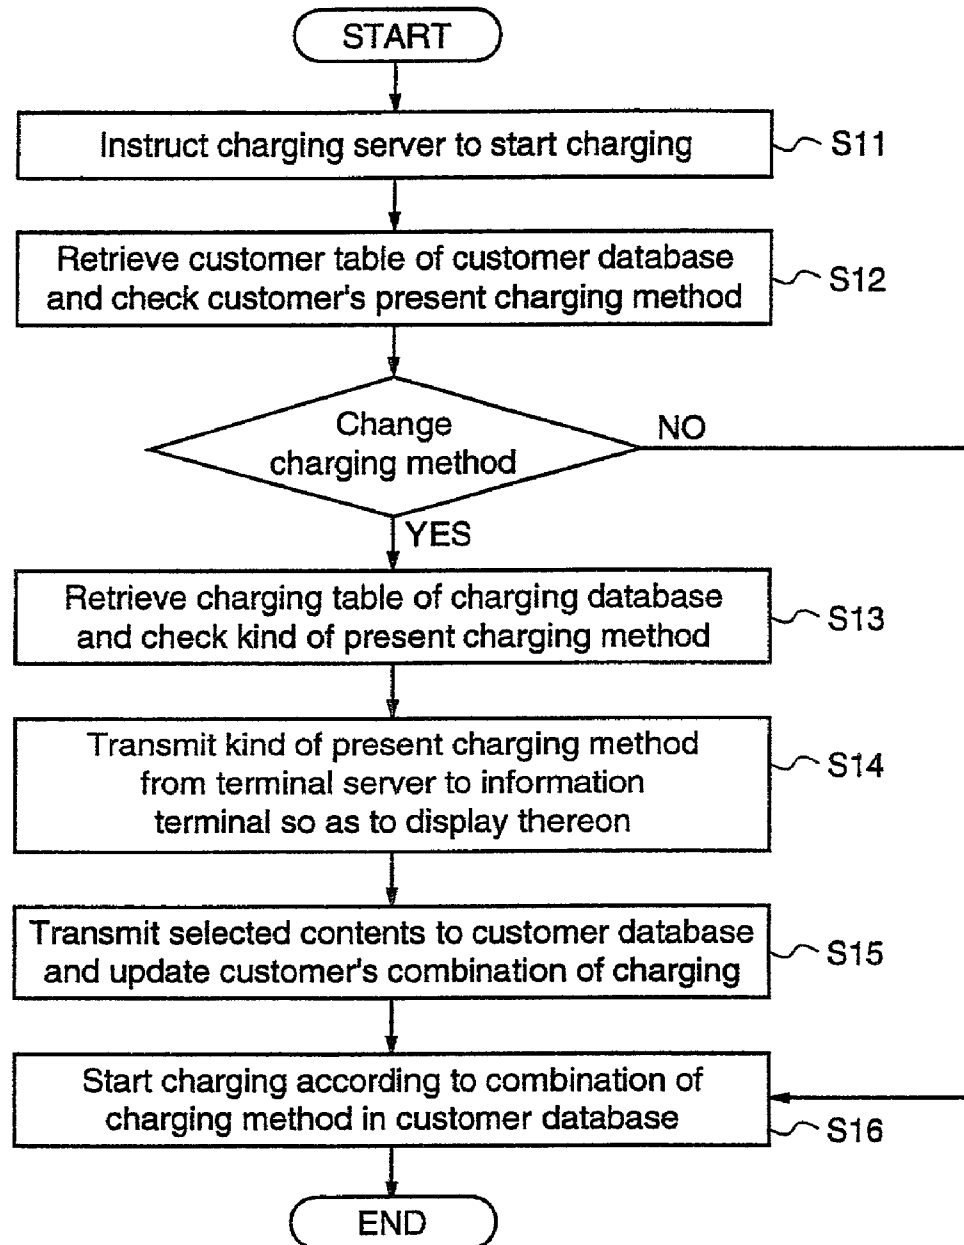 START
Instruct charging server to start charging
S11
Retrieve customer table of customer database
and check customer's present charging method
S12
Change
charging method
NO
YES
Retrieve charging table of charging database
and check kind of present charging method
S13
Transmit kind of present charging method
from terminal server to information
terminal so as to display thereon
S14
Transmit selected contents to customer database
and update customer's combination of charging
S15
Start charging according to combination of
charging method in customer database
S16
END